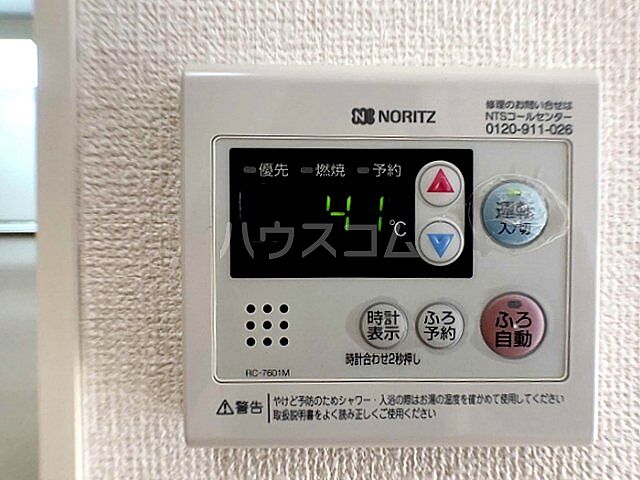 NORITZ
修理のお問い合せは
NTSコールセンター
0120-911-026
優先 燃焼 予約
41℃
運転
入/切
ハウスコム
時計
表示
ふろ
予約
ふろ
自動
時計合わせ2秒押し
RC-7601M
警告
やけど予防のためシャワー・入浴の際はお湯の温度を確かめて使用してください
取扱説明書をよく読み正しくご使用ください